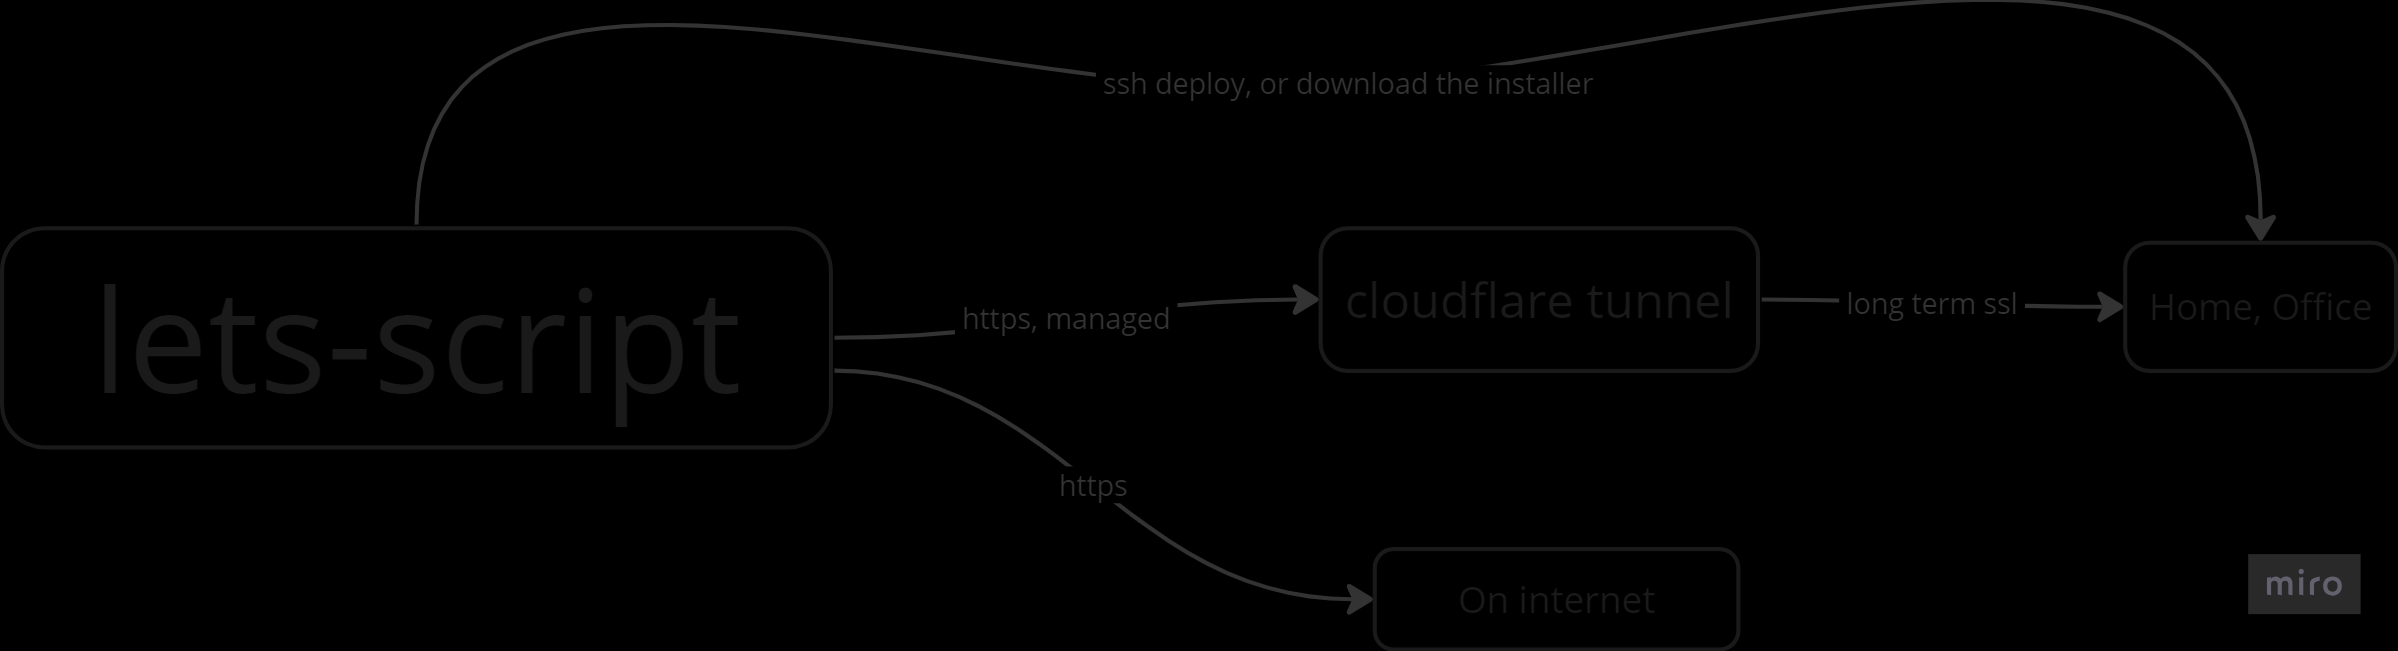 ssh deploy, or download the installer
lets-script
https, managed
cloudflare tunnel
long term ssl
Home, Office
https
On internet
miro